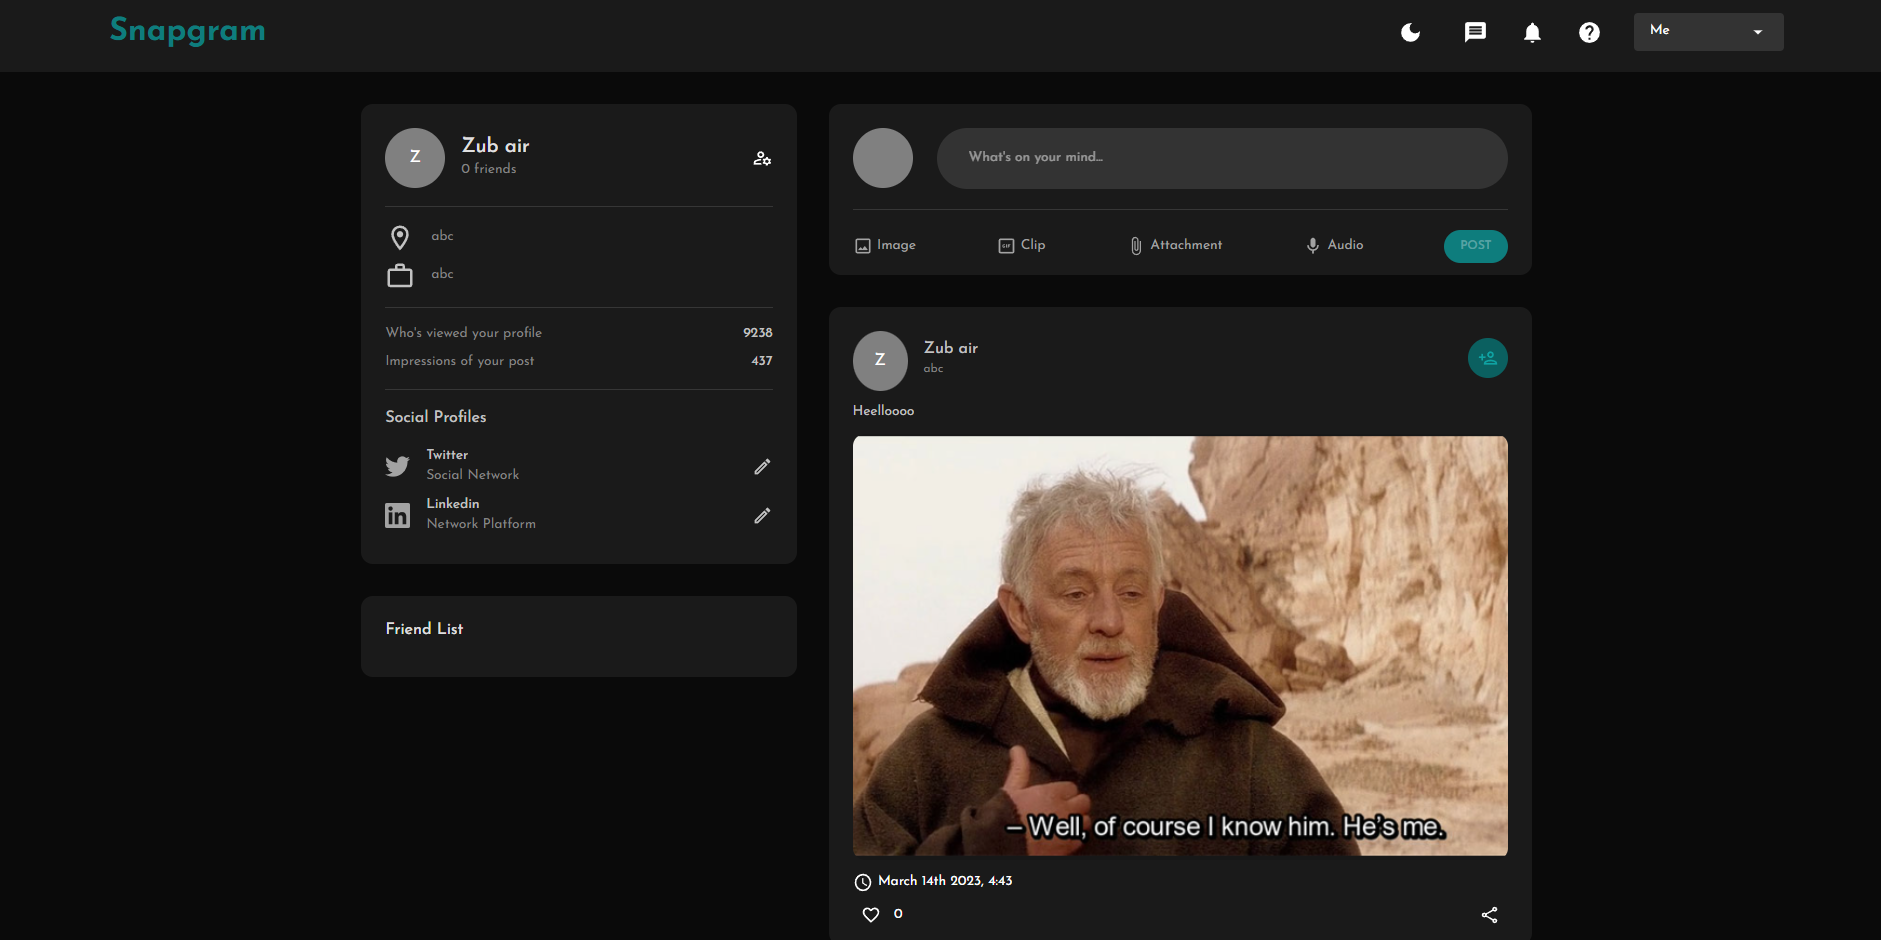 Snapgram
Me
Z
Zub air
0 friends
abc
abc
Who's viewed your profile 9238
Impressions of your post 437
Social Profiles
Twitter
Social Network
Linkedin
Network Platform
Friend List
What's on your mind...
Image
GIF
Clip
Attachment
Audio
POST
Z
Zub air
abc
Heelloooo
– Well, of course I know him. He's me.
March 14th 2023, 4:43
0